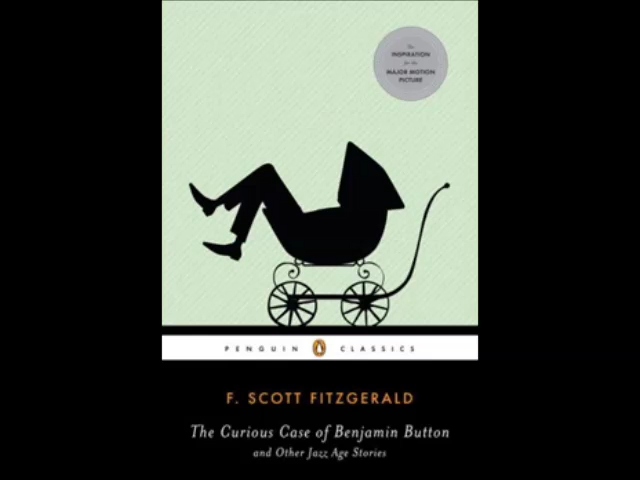 The
INSPIRATION
for the
MAJOR MOTION
PICTURE
PENGUIN CLASSICS
F. SCOTT FITZGERALD
The Curious Case of Benjamin Button
and Other Jazz Age Stories